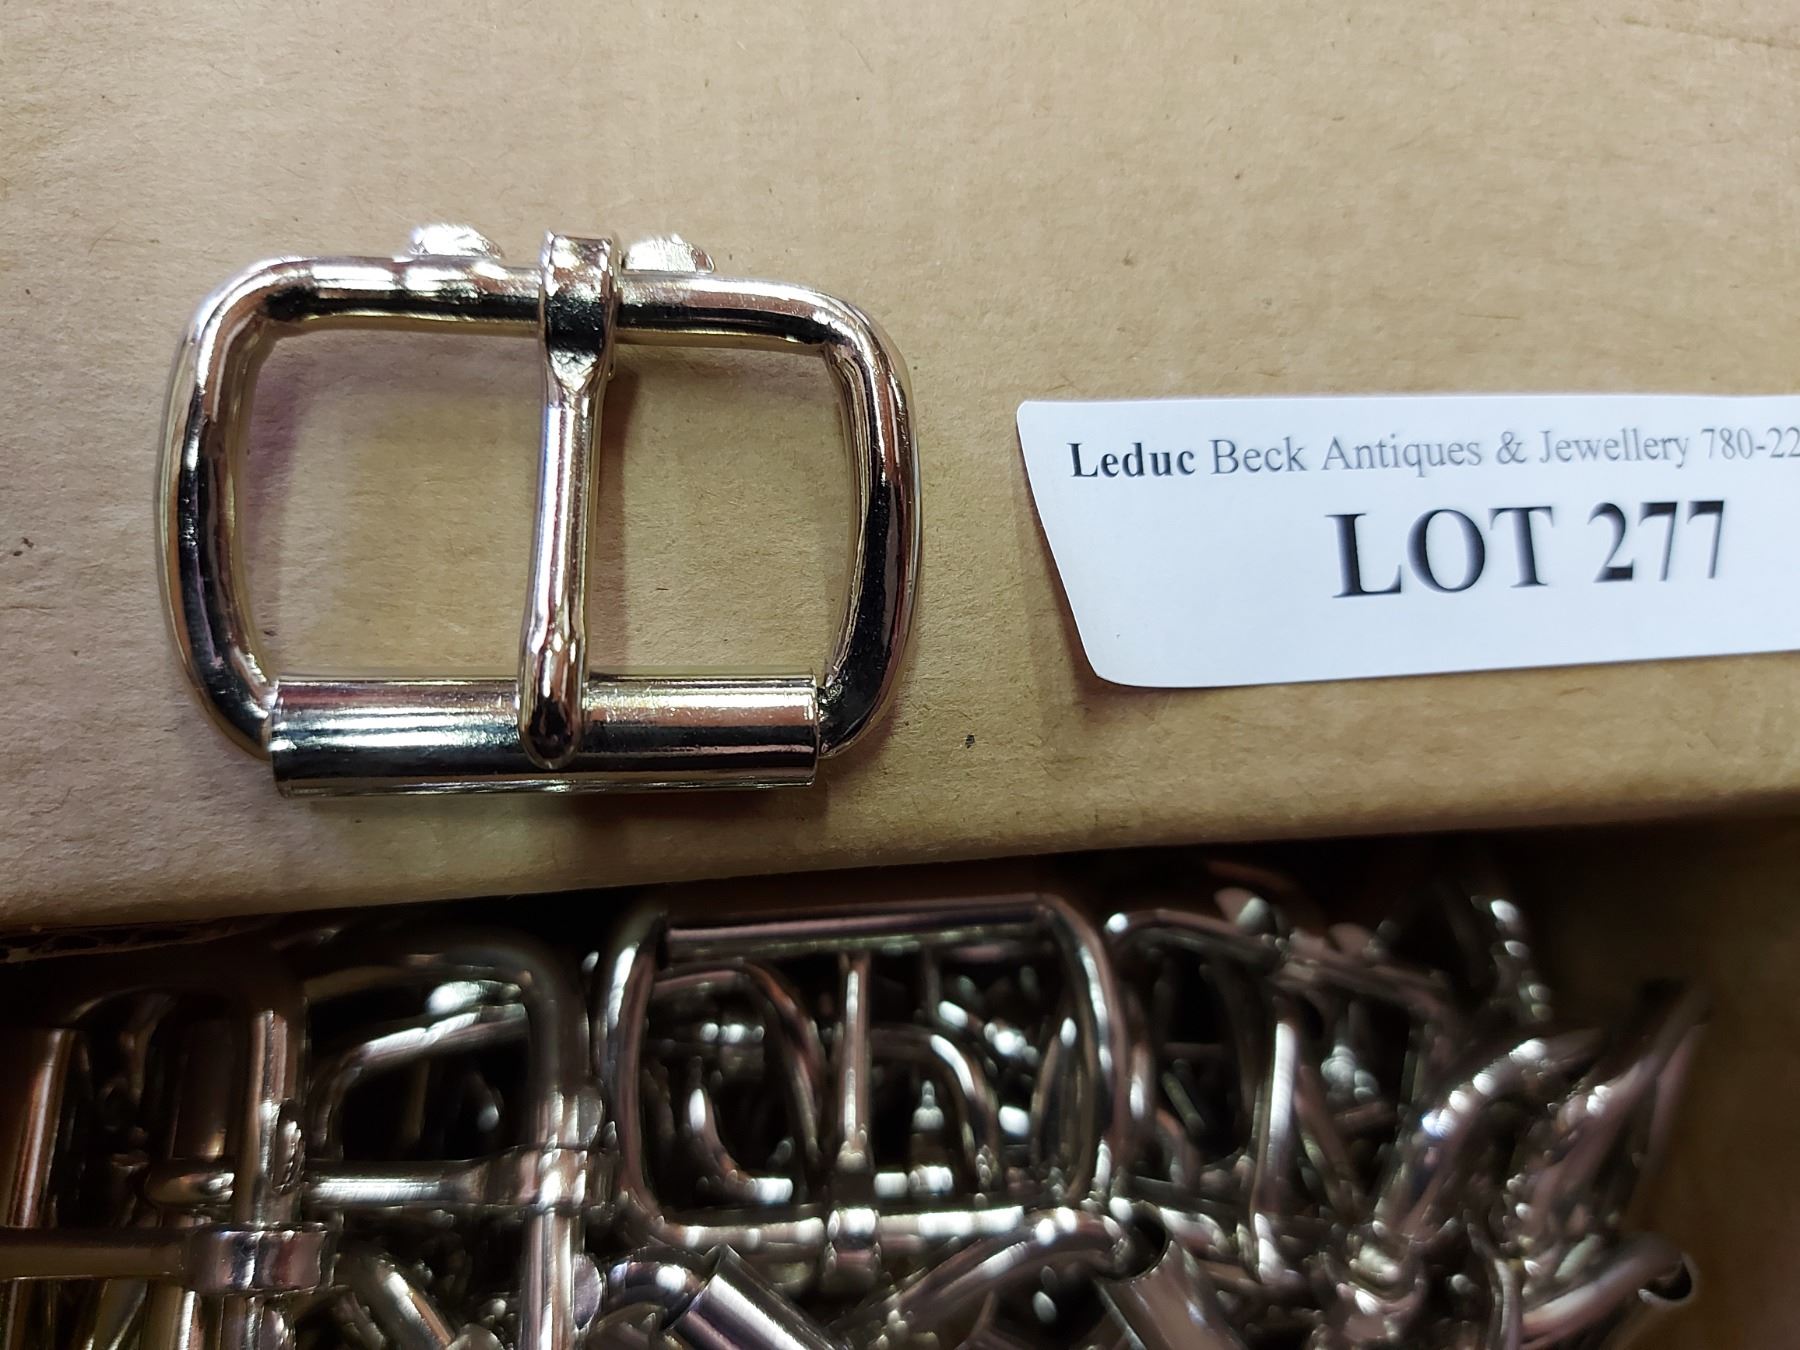 Leduc Beck Antiques & Jewellery 780-22
LOT 277